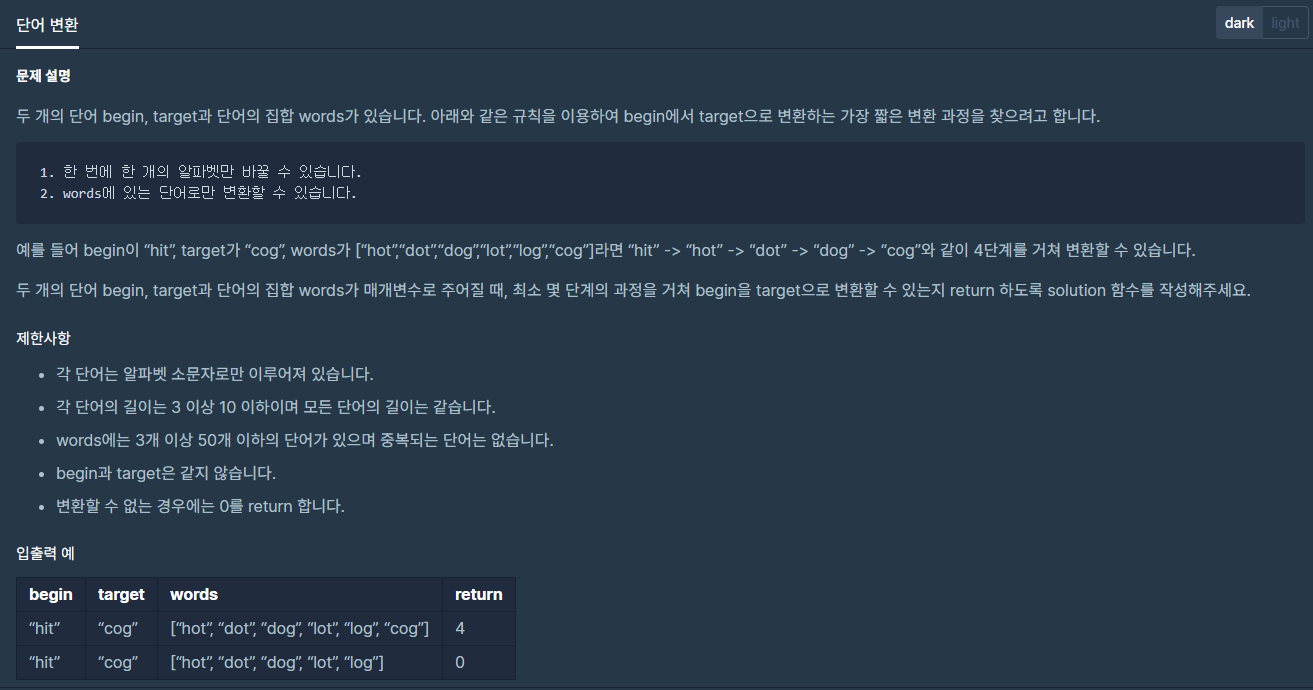 단어 변환
dark light
문제 설명
두 개의 단어 begin, target과 단어의 집합 words가 있습니다. 아래와 같은 규칙을 이용하여 begin에서 target으로 변환하는 가장 짧은 변환 과정을 찾으려고 합니다.
1. 한 번에 한 개의 알파벳만 바꿀 수 있습니다.
2. words에 있는 단어로만 변환할 수 있습니다.
예를 들어 begin이 “hit”, target가 “cog”, words가 [“hot”,“dot”,“dog”,“lot”,“log”,“cog”]라면 “hit” -> “hot” -> “dot” -> “dog” -> “cog”와 같이 4단계를 거쳐 변환할 수 있습니다.
두 개의 단어 begin, target과 단어의 집합 words가 매개변수로 주어질 때, 최소 몇 단계의 과정을 거쳐 begin을 target으로 변환할 수 있는지 return 하도록 solution 함수를 작성해주세요.
제한사항
• 각 단어는 알파벳 소문자로만 이루어져 있습니다.
• 각 단어의 길이는 3 이상 10 이하이며 모든 단어의 길이는 같습니다.
• words에는 3개 이상 50개 이하의 단어가 있으며 중복되는 단어는 없습니다.
• begin과 target은 같지 않습니다.
• 변환할 수 없는 경우에는 0를 return 합니다.
입출력 예
begin target words return
“hit” “cog” [“hot”, “dot”, “dog”, “lot”, “log”, “cog”] 4
“hit” “cog” [“hot”, “dot”, “dog”, “lot”, “log”] 0